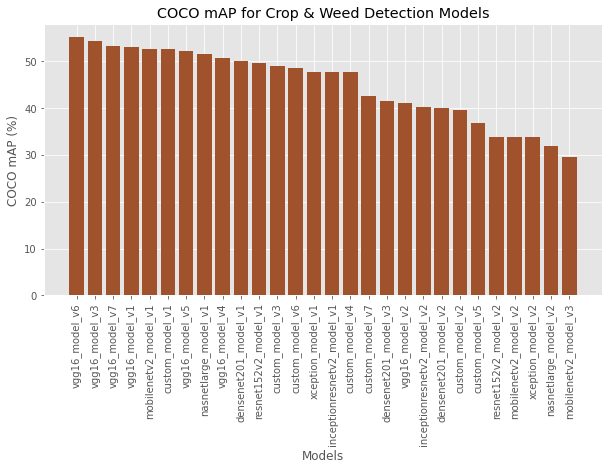 COCO mAP for Crop & Weed Detection Models
COCO mAP (%)
50
40
30
20
10
0
vgg16_model_v6
vgg16_model_v3
vgg16_model_v7
vgg16_model_v1
mobilenetv2_model_v1
custom_model_v1
vgg16_model_v5
nasnetlarge_model_v1
vgg16_model_v4
densenet201_model_v1
resnet152v2_model_v1
custom_model_v3
custom_model_v6
xception_model_v1
inceptionresnetv2_model_v1
custom_model_v4
custom_model_v7
densenet201_model_v3
vgg16_model_v2
inceptionresnetv2_model_v2
densenet201_model_v2
custom_model_v2
custom_model_v5
resnet152v2_model_v2
mobilenetv2_model_v2
xception_model_v2
nasnetlarge_model_v2
mobilenetv2_model_v3
Models